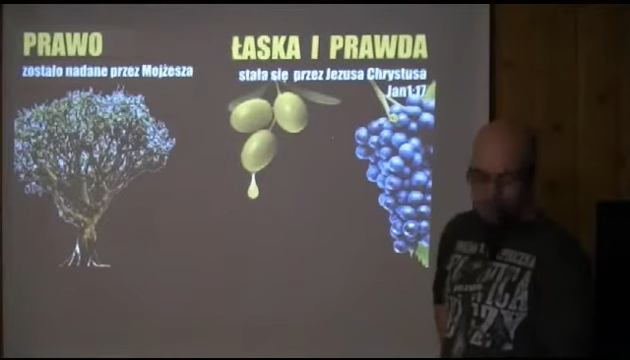 PRAWO
zostało nadane przez Mojżesza
ŁASKA I PRAWDA
stała się przez Jezusa Chrystusa
Jan1:17